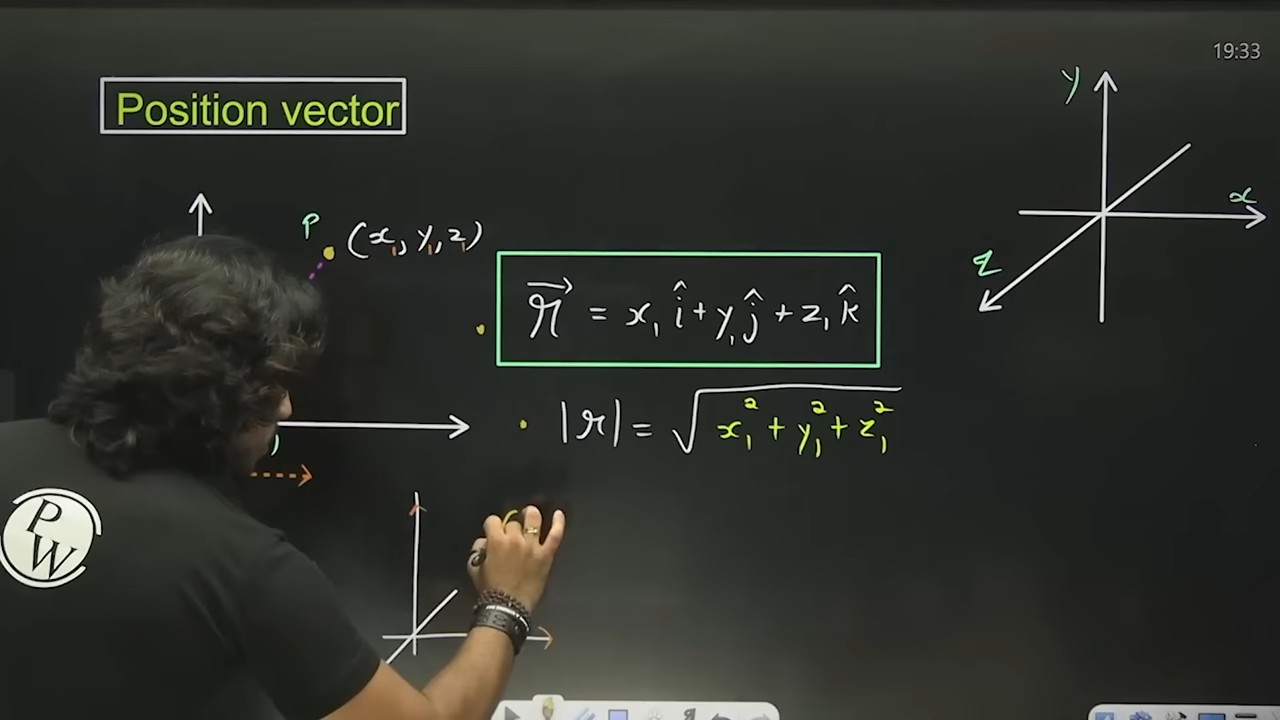 19:33
Position vector
y
x
z
P (x₁, y₁, z₁)
r⃗ = x₁ î + y₁ ĵ + z₁ k̂
|r| = √(x₁² + y₁² + z₁²)
PW